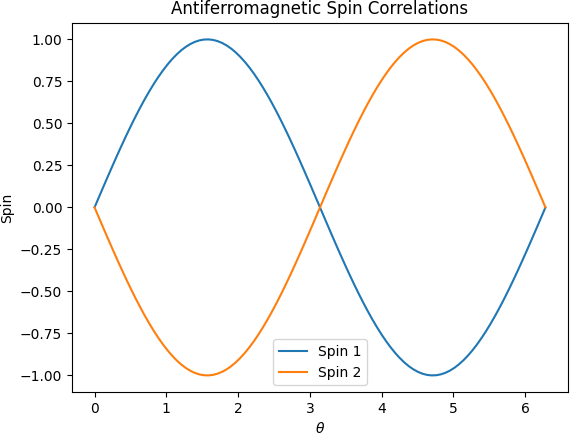 Antiferromagnetic Spin Correlations
1.00
0.75
0.50
0.25
0.00
−0.25
−0.50
−0.75
−1.00
Spin
Spin 1
Spin 2
0 1 2 3 4 5 6
θ